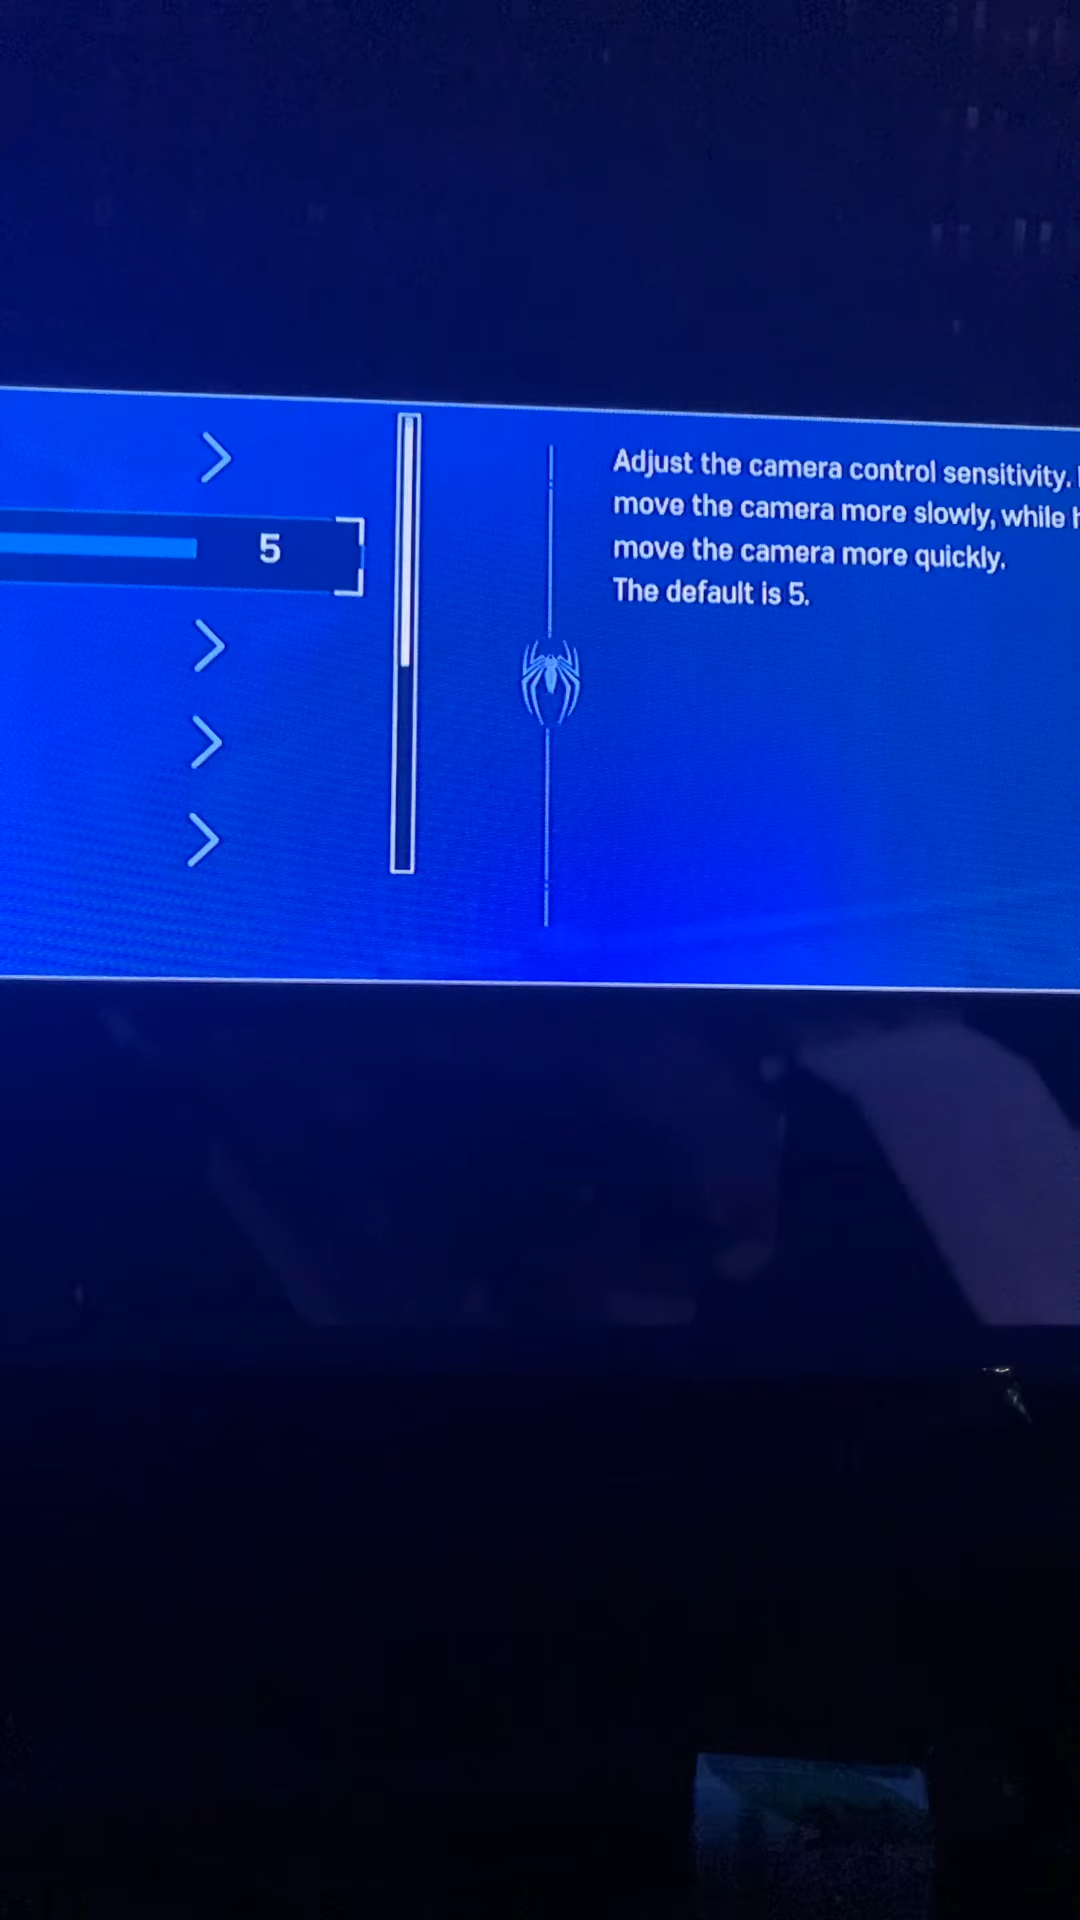 5
Adjust the camera control sensitivity.
move the camera more slowly, while
move the camera more quickly.
The default is 5.